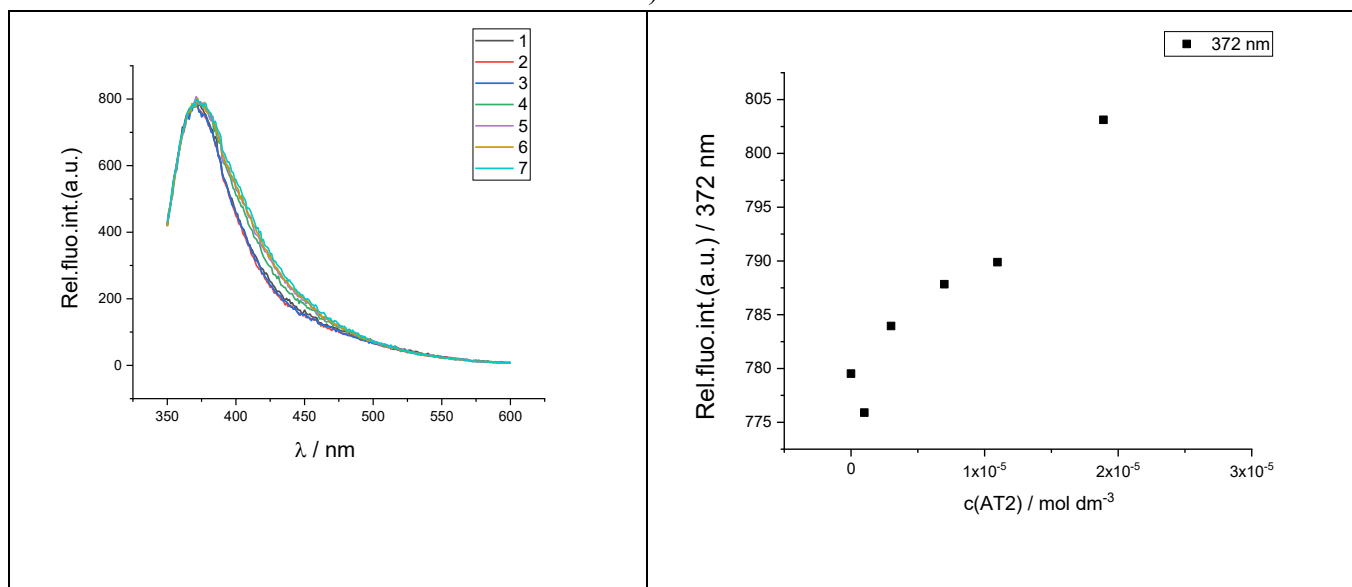 )
1
2
3
4
5
6
7
800
600
400
200
0
350 400 450 500 550 600
Rel.fluo.int.(a.u.)
λ / nm
372 nm
805
800
795
790
785
780
775
0 1x10⁻⁵ 2x10⁻⁵ 3x10⁻⁵
Rel.fluo.int.(a.u.) / 372 nm
c(AT2) / mol dm⁻³